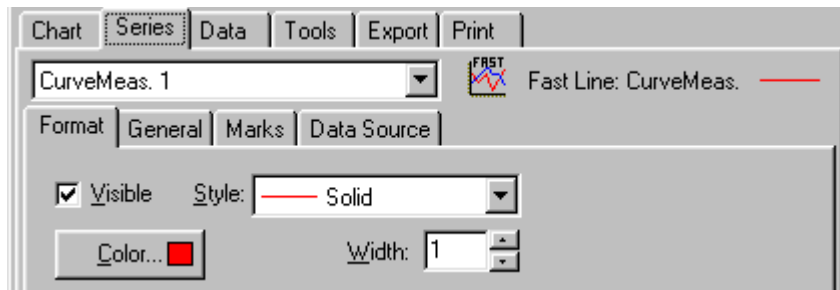 Chart Series Data Tools Export Print
CurveMeas. 1 FAST Fast Line: CurveMeas.
Format General Marks Data Source
Visible Style: Solid
Color... Width: 1